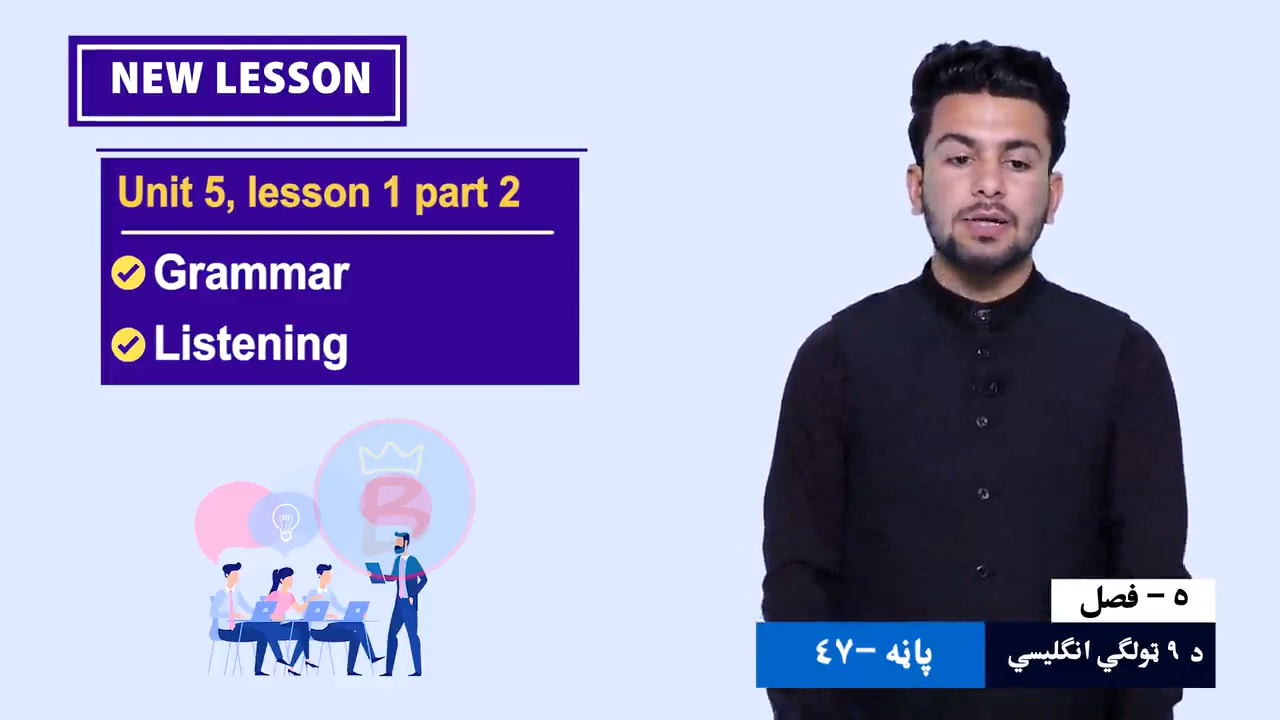 NEW LESSON
Unit 5, lesson 1 part 2
Grammar
Listening
B
۵ - فصل
د ۹ ټولګي انګلیسي
پاڼه -۴۷